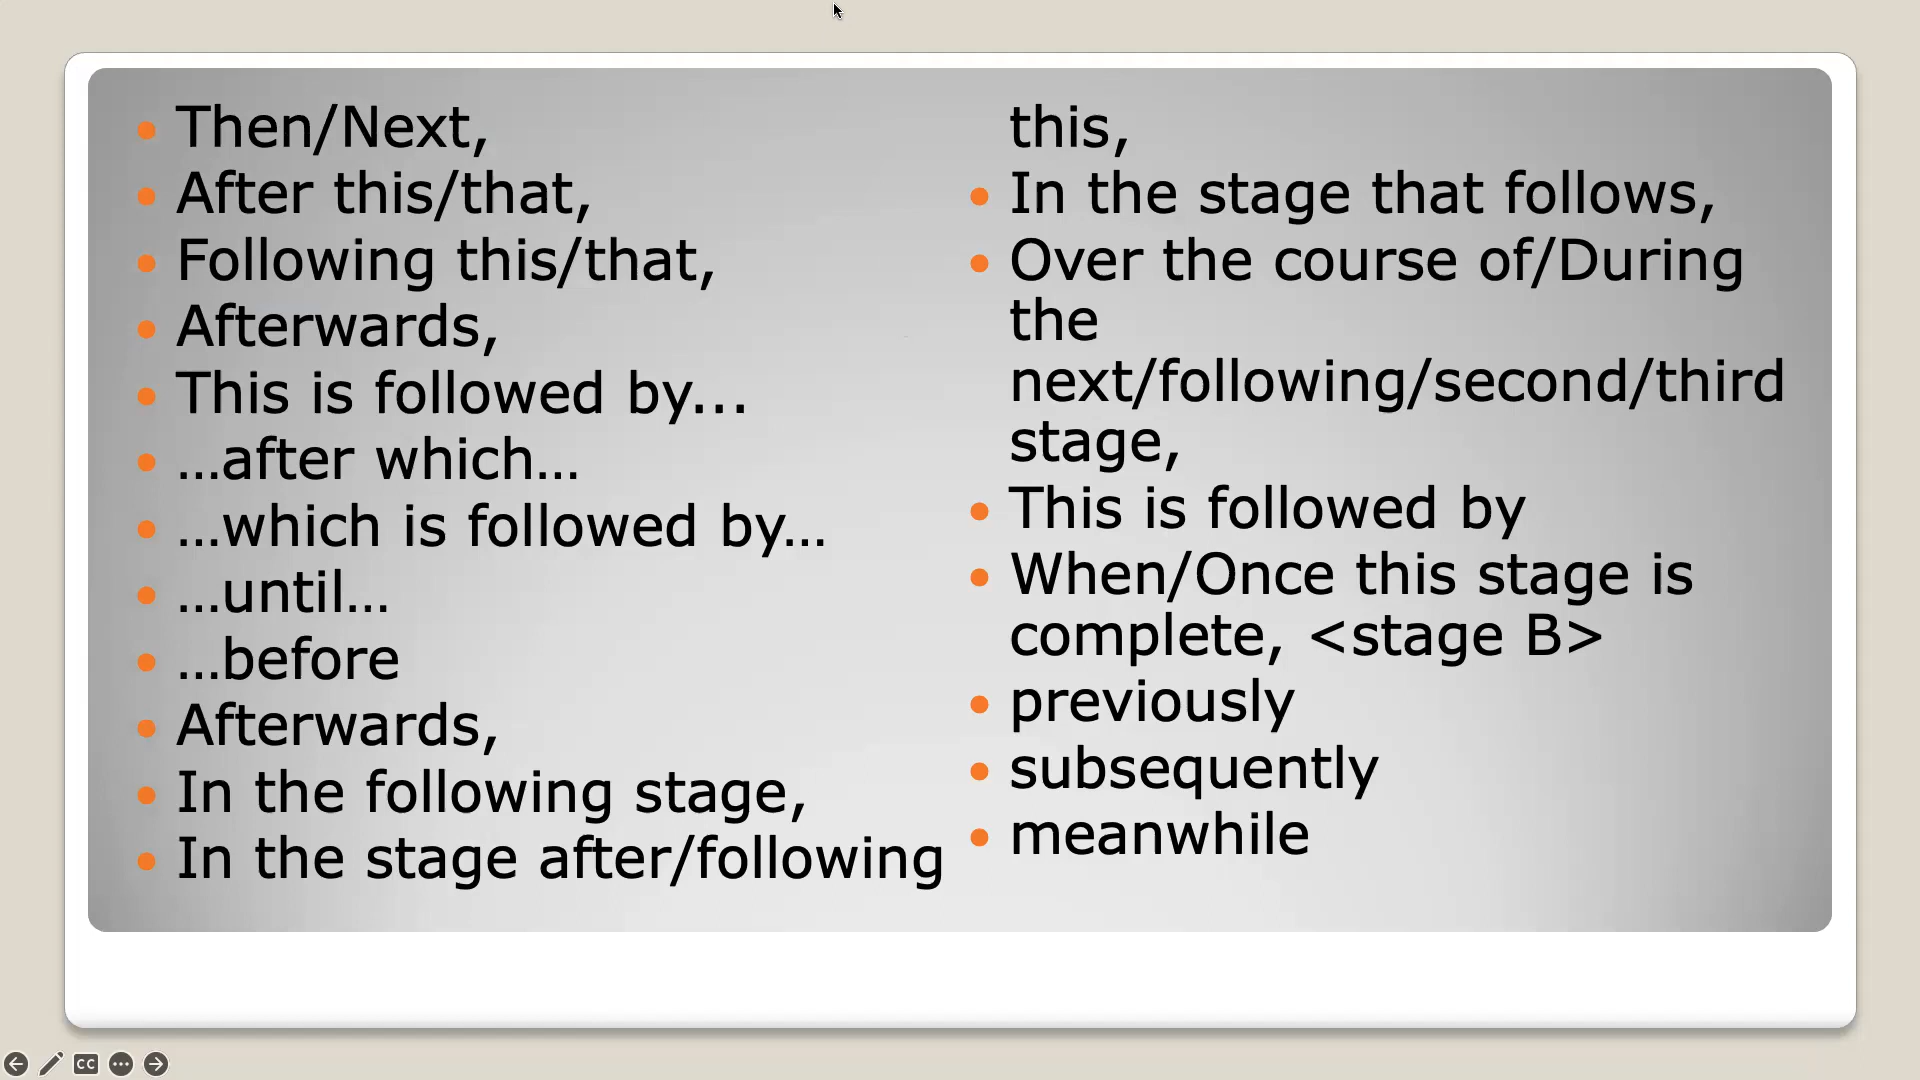 Then/Next,
After this/that,
Following this/that,
Afterwards,
This is followed by...
...after which...
...which is followed by...
...until...
...before
Afterwards,
In the following stage,
In the stage after/following
this,
In the stage that follows,
Over the course of/During
the
next/following/second/third
stage,
This is followed by
When/Once this stage is
complete, <stage B>
previously
subsequently
meanwhile
CC